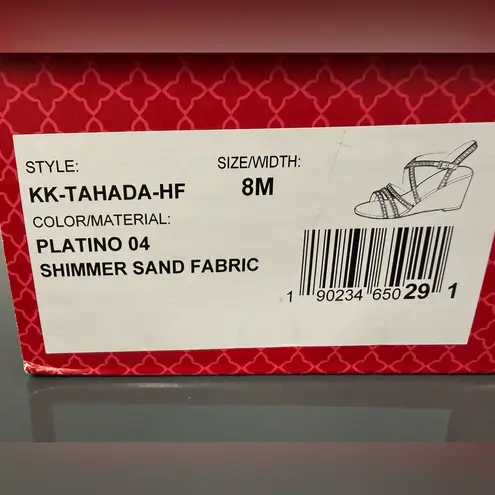 STYLE: SIZE/WIDTH:
KK-TAHADA-HF 8M
COLOR/MATERIAL:
PLATINO 04
SHIMMER SAND FABRIC
1 90234 65029 1